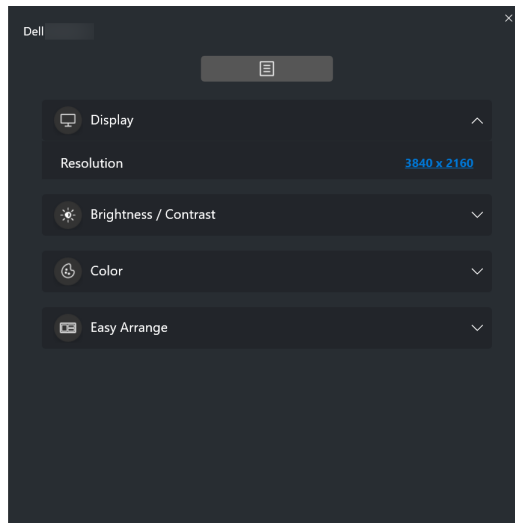 Dell
Display
Resolution 3840 x 2160
Brightness / Contrast
Color
Easy Arrange